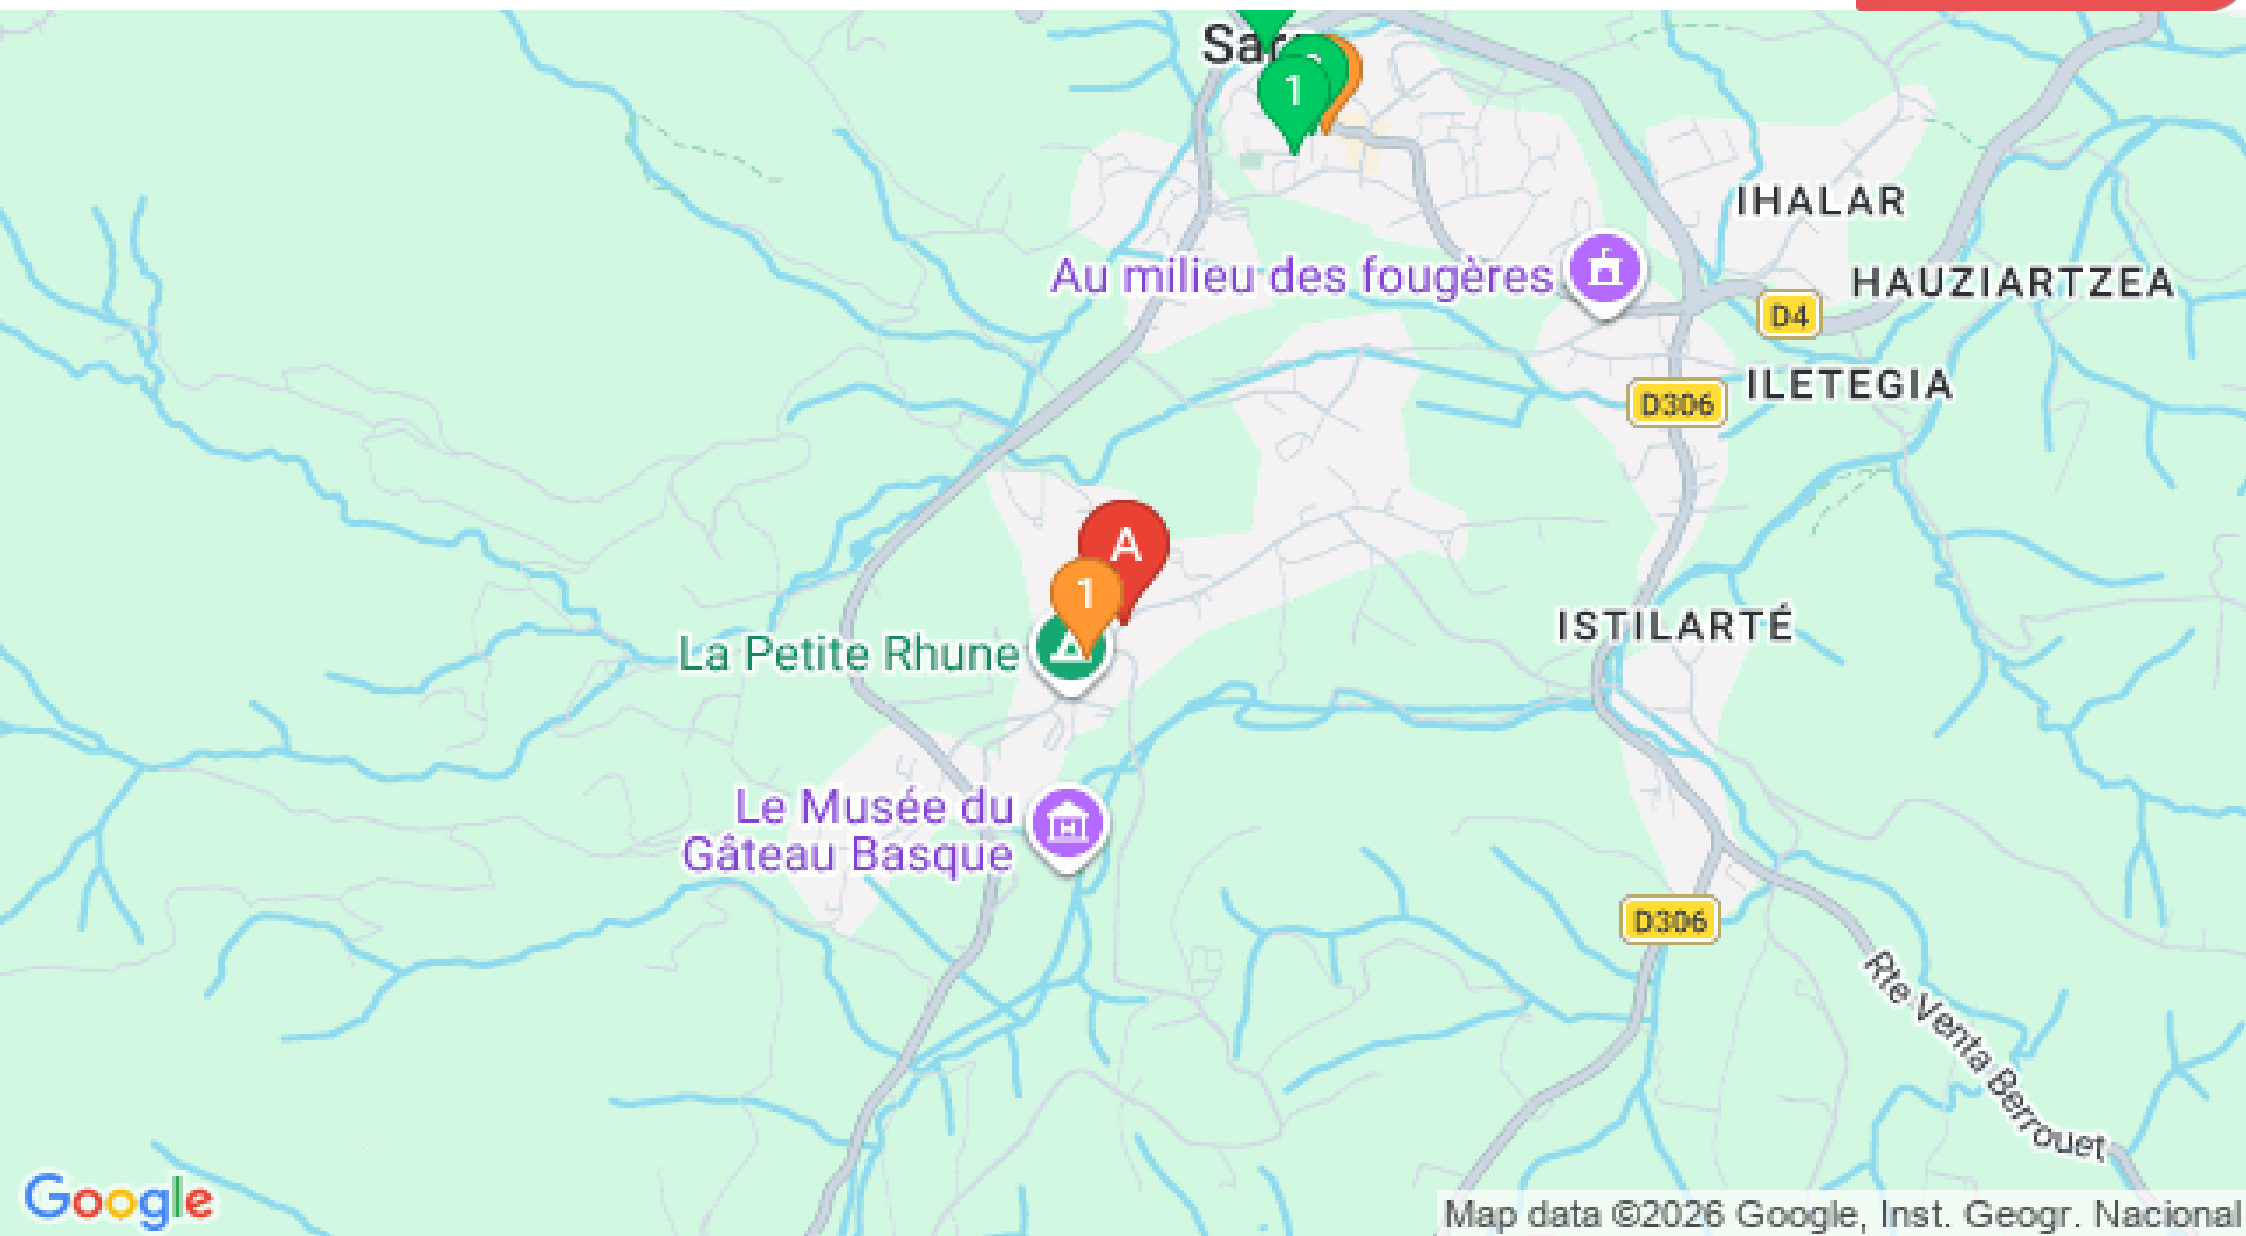 Sar
1
IHALAR
Au milieu des fougères
HAUZIARTZEA
D4
ILETEGIA
D306
A
1
ISTILARTÉ
La Petite Rhune
Le Musée du
Gâteau Basque
D306
Rte Venta Berrouet
Google
Map data ©2026 Google, Inst. Geogr. Nacional